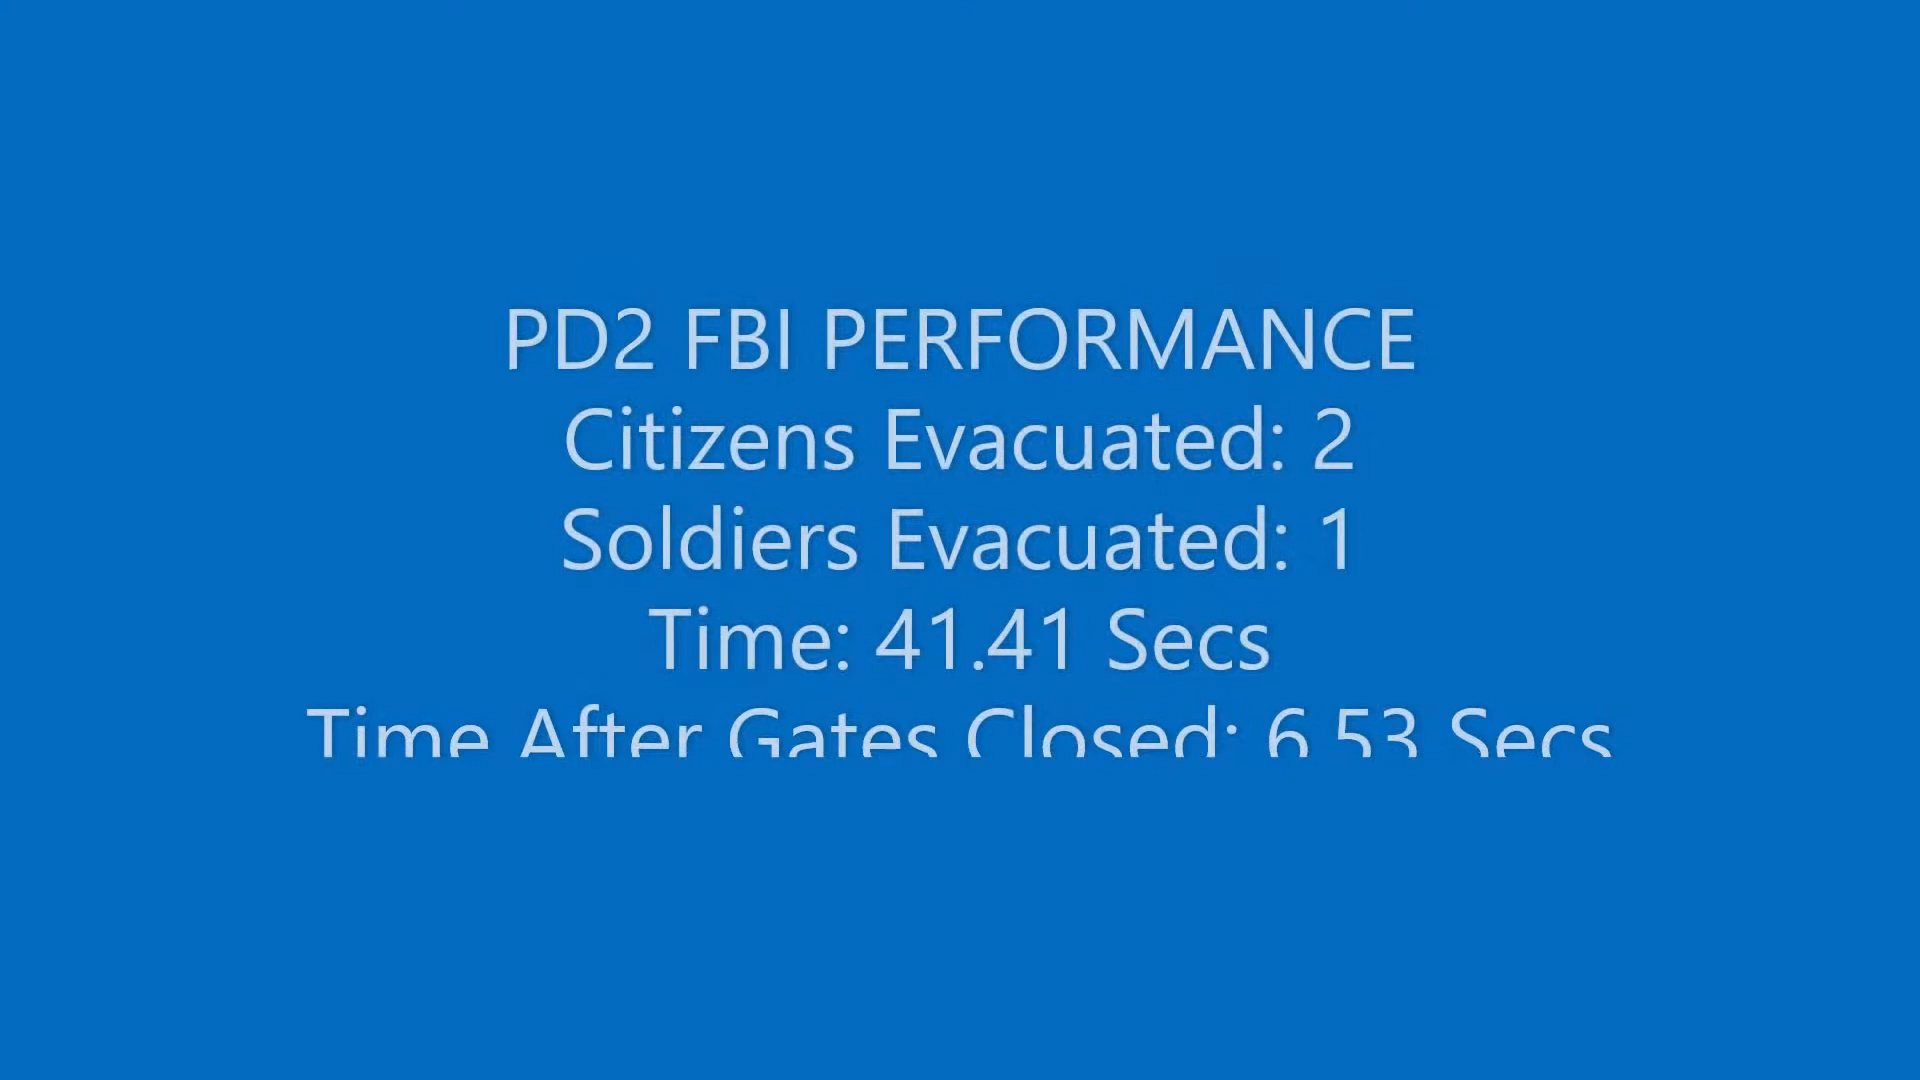 PD2 FBI PERFORMANCE
Citizens Evacuated: 2
Soldiers Evacuated: 1
Time: 41.41 Secs
Time After Gates Closed: 6.53 Secs